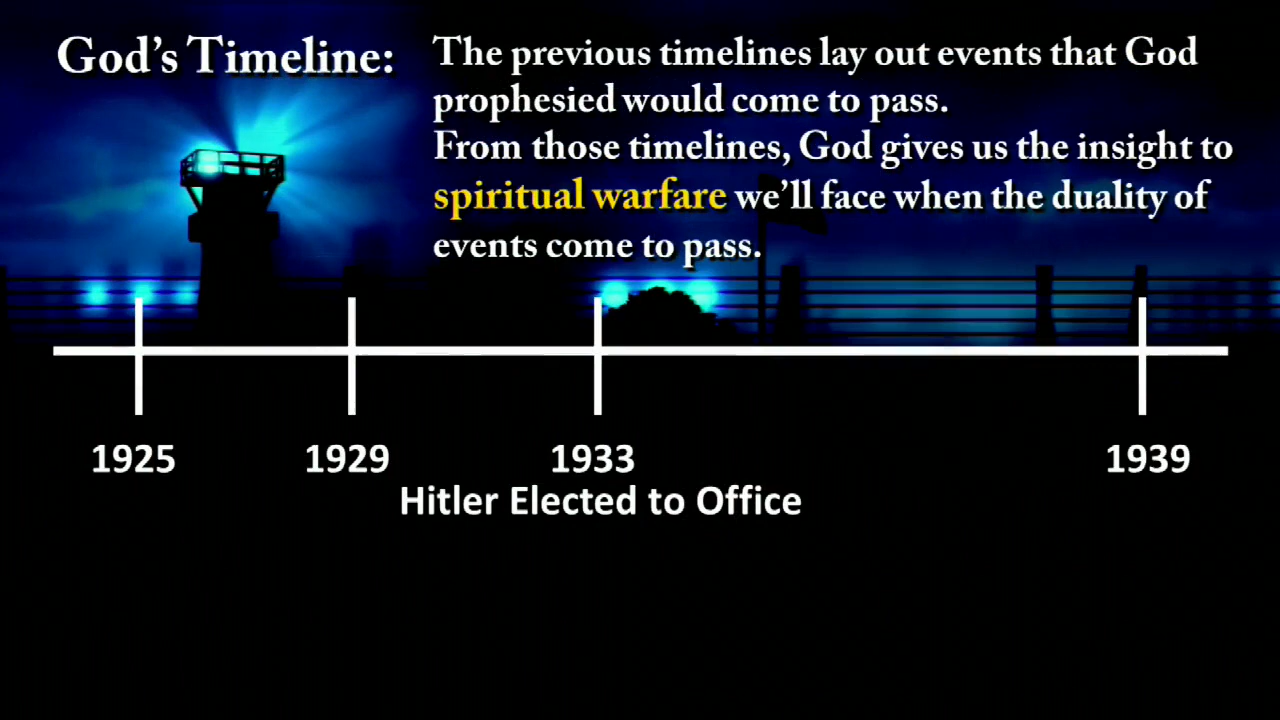 God's Timeline:
The previous timelines lay out events that God
prophesied would come to pass.
From those timelines, God gives us the insight to
spiritual warfare we'll face when the duality of
events come to pass.
1925
1929
1933
1939
Hitler Elected to Office